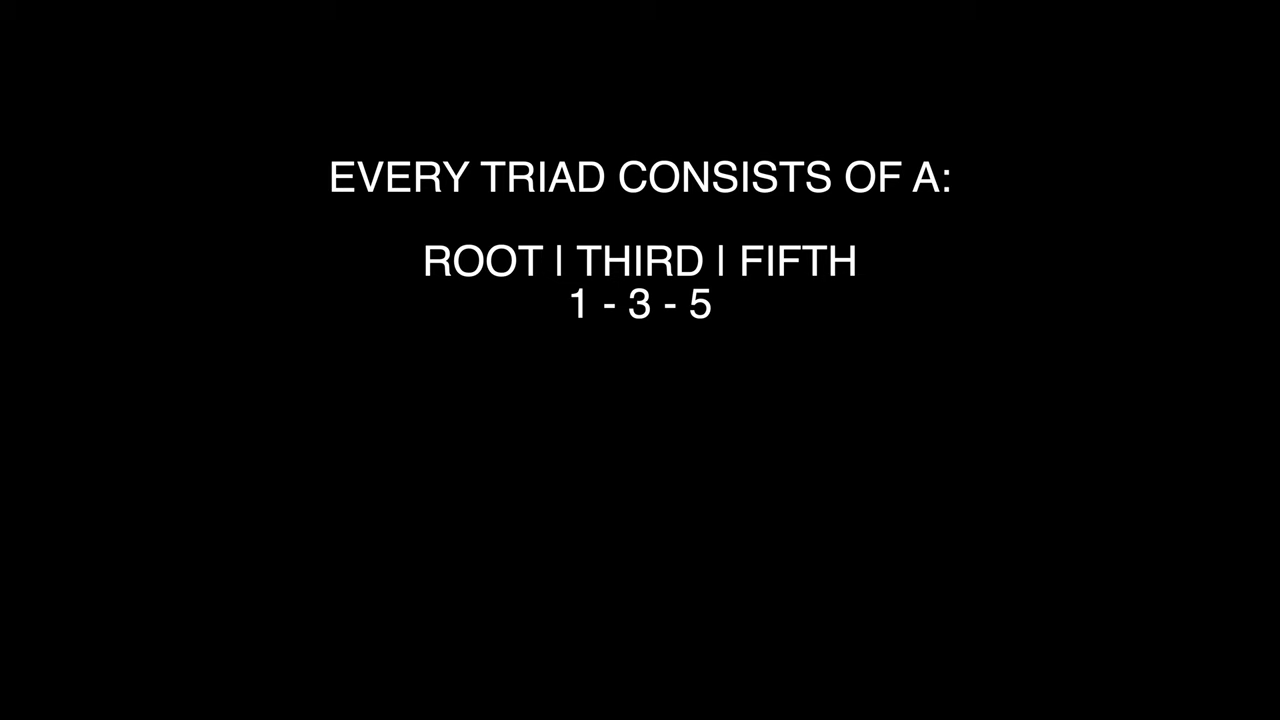 EVERY TRIAD CONSISTS OF A:
ROOT | THIRD | FIFTH
1 - 3 - 5